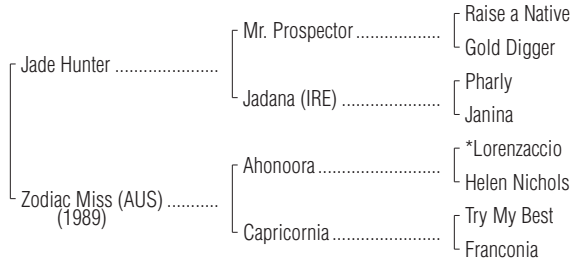 Raise a Native
Mr. Prospector ..................
Gold Digger
Jade Hunter ......................
Pharly
Jadana (IRE) .....................
Janina
*Lorenzaccio
Ahonoora ........................
Helen Nichols
Zodiac Miss (AUS) ...........
(1989)
Try My Best
Capricornia ......................
Franconia